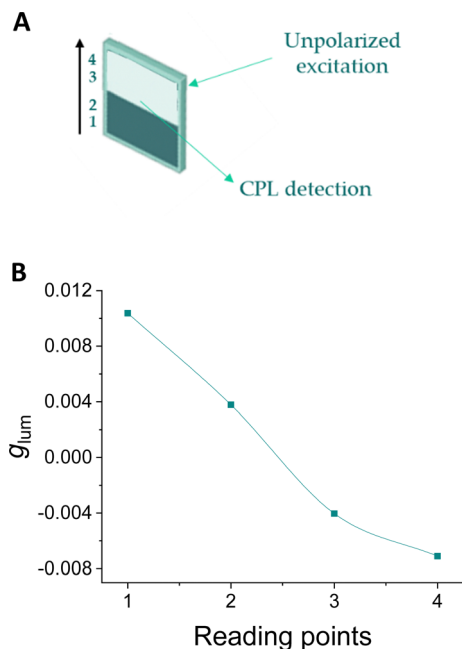 A
4
3
2
1
Unpolarized
excitation
CPL detection
B
0.012
0.008
0.004
0.000
-0.004
-0.008
g_lum
1 2 3 4
Reading points